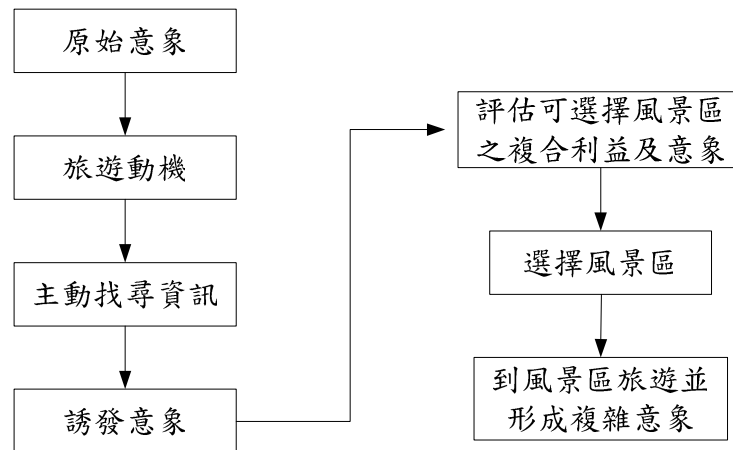 原始意象
旅遊動機
主動找尋資訊
誘發意象
評估可選擇風景區
之複合利益及意象
選擇風景區
到風景區旅遊並
形成複雜意象